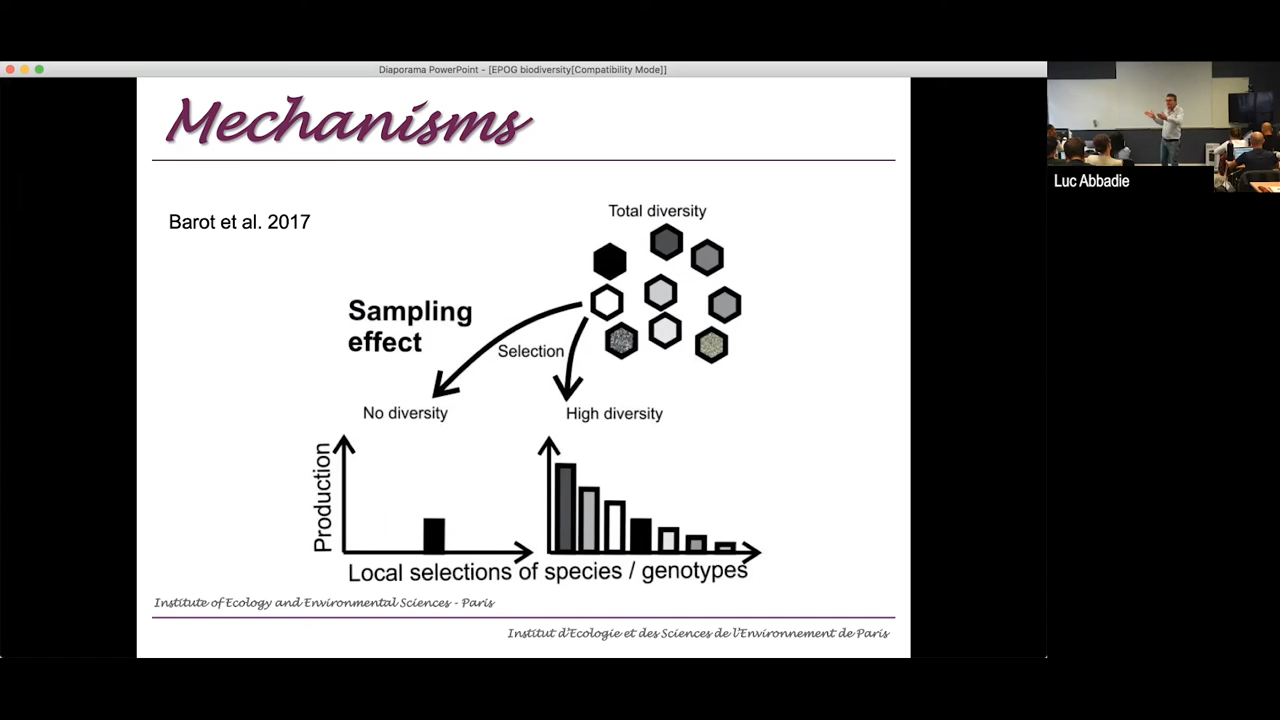 Diaporama PowerPoint - [EPOG biodiversity[Compatibility Mode]]
Mechanisms
Luc Abbadie
Barot et al. 2017
Total diversity
Sampling
effect
Selection
No diversity
High diversity
Production
Local selections of species / genotypes
Institute of Ecology and Environmental Sciences - Paris
Institut d'Ecologie et des Sciences de l'Environnement de Paris